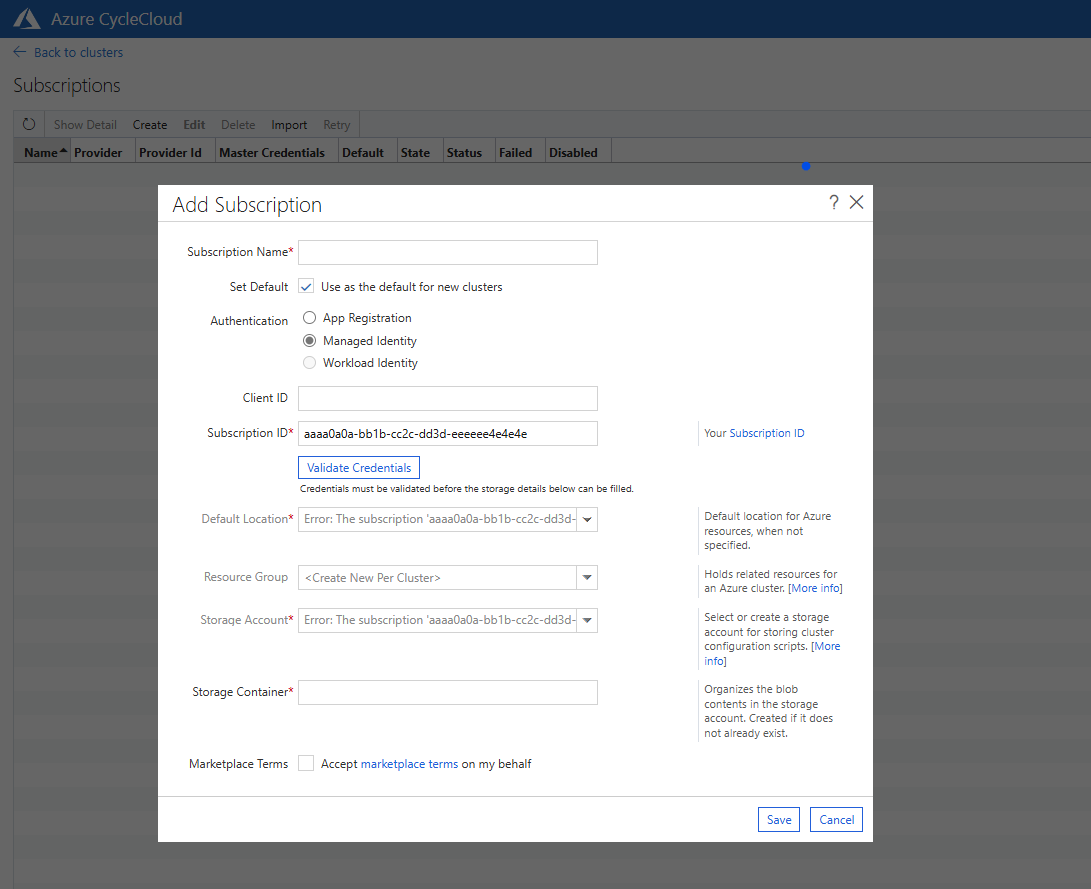 Azure CycleCloud
← Back to clusters
Subscriptions
Show Detail Create Edit Delete Import Retry
Name Provider Provider Id Master Credentials Default State Status Failed Disabled
Add Subscription
?
Subscription Name*
Set Default Use as the default for new clusters
Authentication App Registration
Managed Identity
Workload Identity
Client ID
Subscription ID* aaaa0a0a-bb1b-cc2c-dd3d-eeeeee4e4e4e Your Subscription ID
Validate Credentials
Credentials must be validated before the storage details below can be filled.
Default Location* Error: The subscription 'aaaa0a0a-bb1b-cc2c-dd3d-
Default location for Azure
resources, when not
specified.
Resource Group <Create New Per Cluster>
Holds related resources for
an Azure cluster. [More info]
Storage Account* Error: The subscription 'aaaa0a0a-bb1b-cc2c-dd3d-
Select or create a storage
account for storing cluster
configuration scripts. [More
info]
Storage Container*
Organizes the blob
contents in the storage
account. Created if it does
not already exist.
Marketplace Terms Accept marketplace terms on my behalf
Save Cancel